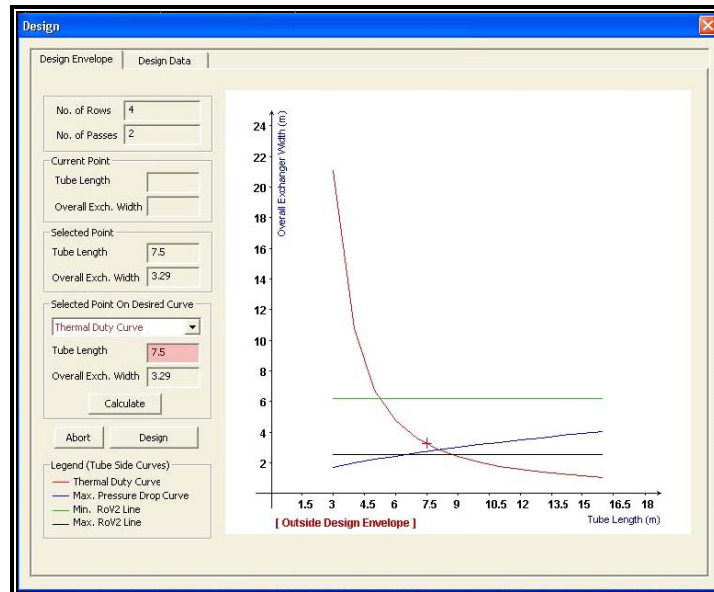 Design
Design Envelope
Design Data
No. of Rows 4
No. of Passes 2
Current Point
Tube Length
Overall Exch. Width
Selected Point
Tube Length 7.5
Overall Exch. Width 3.29
Selected Point On Desired Curve
Thermal Duty Curve
Tube Length 7.5
Overall Exch. Width 3.29
Calculate
Abort
Design
Legend (Tube Side Curves)
Thermal Duty Curve
Max. Pressure Drop Curve
Min. RoV2 Line
Max. RoV2 Line
Overall Exchanger Width (m)
24
22
20
18
16
14
12
10
8
6
4
2
1.5 3 4.5 6 7.5 9 10.5 12 13.5 15 16.5 18
[ Outside Design Envelope ]
Tube Length (m)